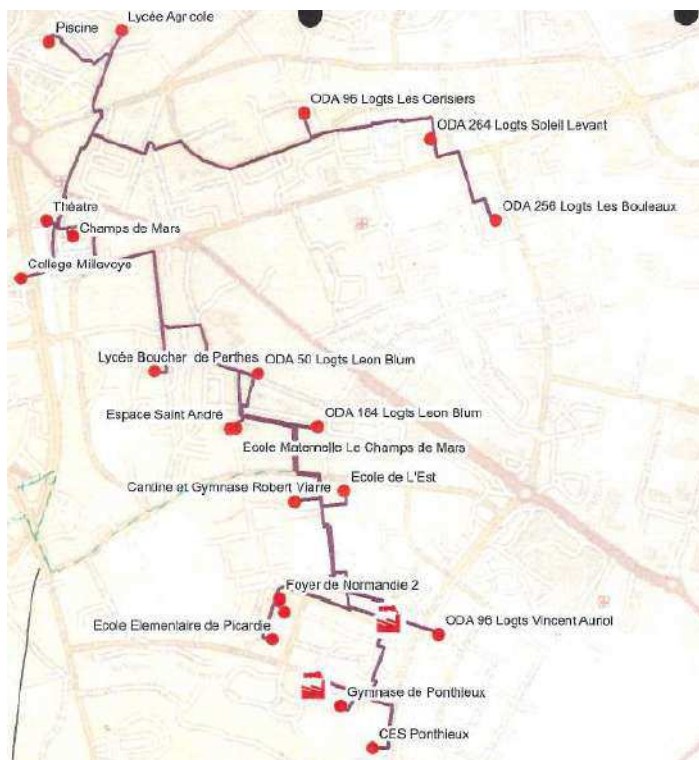 Lycée Agricole
Piscine
ODA 96 Logts Les Cerisiers
ODA 264 Logts Soleil Levant
ODA 256 Logts Les Bouleaux
Théatre
Champs de Mars
College Millevoye
Lycée Boucher de Perthes
ODA 50 Logts Leon Blum
Espace Saint André
ODA 184 Logts Leon Blum
Ecole Maternelle Le Champs de Mars
Ecole de L'Est
Cantine et Gymnase Robert Viarre
Foyer de Normandie 2
Ecole Elementaire de Picardie
ODA 96 Logts Vincent Auriol
Gymnase de Ponthieux
CES Ponthieux